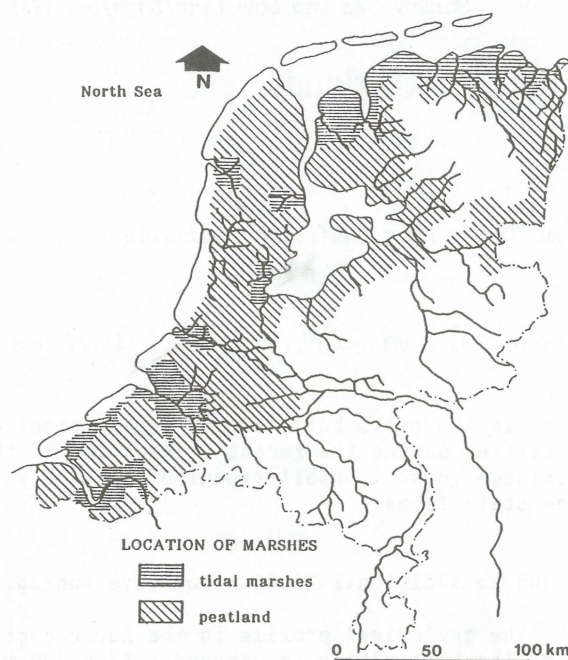 North Sea
N
LOCATION OF MARSHES
tidal marshes
peatland
0 50 100 km